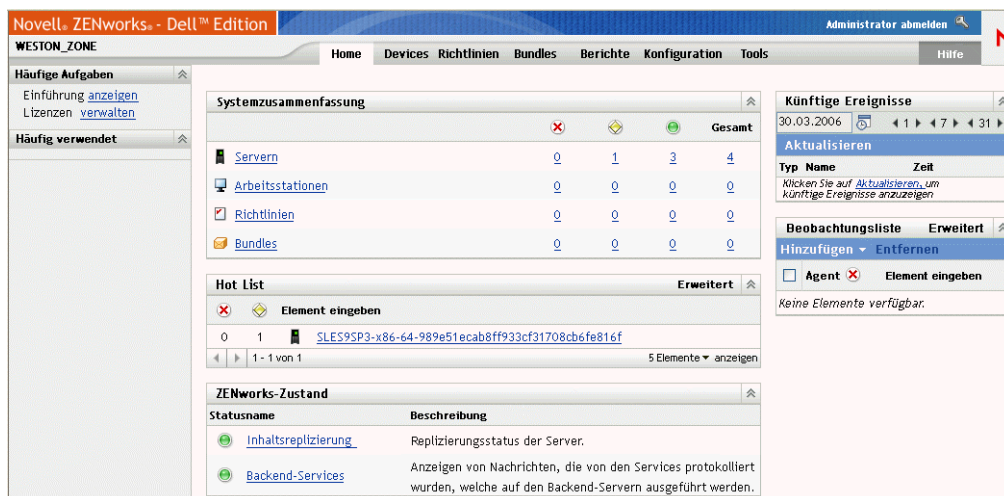 Novell® ZENworks® - Dell™ Edition
Administrator abmelden
WESTON_ZONE
Home Devices Richtlinien Bundles Berichte Konfiguration Tools Hilfe
Häufige Aufgaben
Einführung anzeigen
Lizenzen verwalten
Häufig verwendet
Systemzusammenfassung
Gesamt
Servern 0 1 3 4
Arbeitsstationen 0 0 0 0
Richtlinien 0 0 0 0
Bundles 0 0 0 0
Hot List Erweitert
Element eingeben
0 1 SLES9SP3-x86-64-989e51ecab8ff933cf31708cb6fe816f
1 - 1 von 1 5 Elemente anzeigen
ZENworks-Zustand
Statusname Beschreibung
Inhaltsreplizierung Replizierungsstatus der Server.
Backend-Services Anzeigen von Nachrichten, die von den Services protokolliert
wurden, welche auf den Backend-Servern ausgeführt werden.
Künftige Ereignisse
30.03.2006 1 7 31
Aktualisieren
Typ Name Zeit
Klicken Sie auf Aktualisieren, um
künftige Ereignisse anzuzeigen
Beobachtungsliste Erweitert
Hinzufügen Entfernen
Agent Element eingeben
Keine Elemente verfügbar.